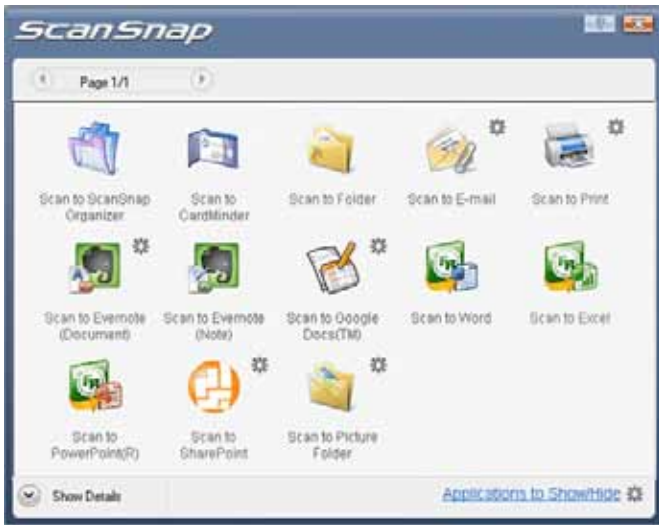 ScanSnap
Page 1/1
Scan to ScanSnap
Organizer
Scan to
CardMinder
Scan to Folder
Scan to E-mail
Scan to Print
Scan to Evernote
(Document)
Scan to Evernote
(Note)
Scan to Google
Docs(TM)
Scan to Word
Scan to Excel
Scan to
PowerPoint(R)
Scan to
SharePoint
Scan to Picture
Folder
Show Details
Applications to Show/Hide